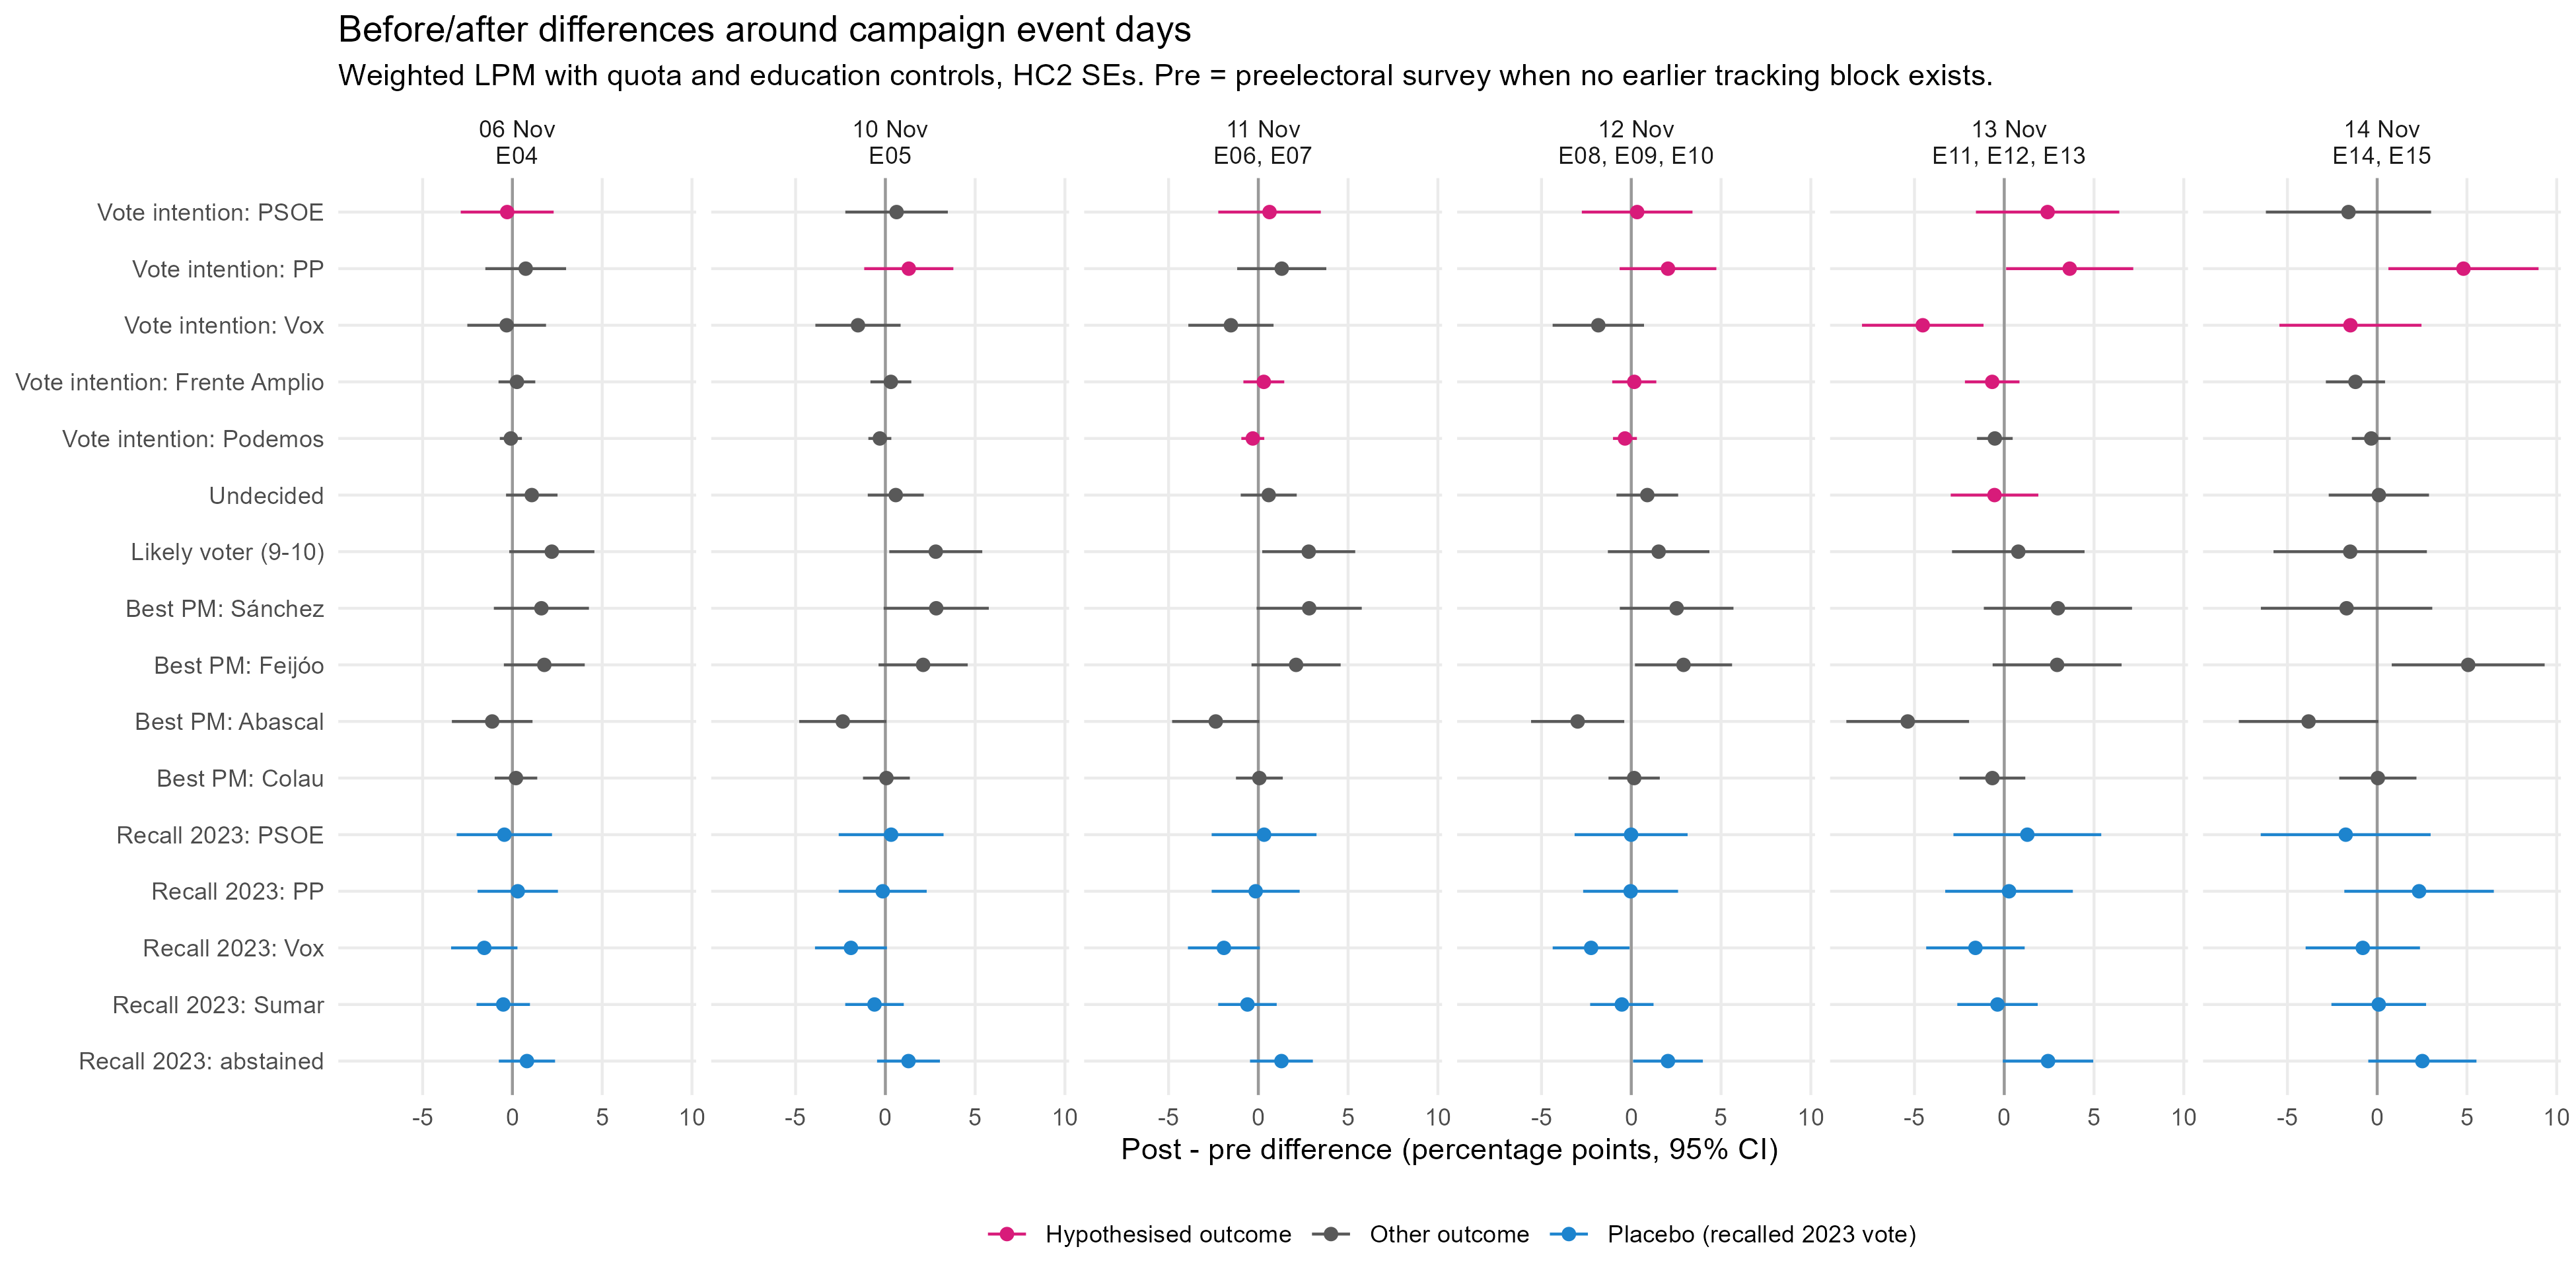 Before/after differences around campaign event days
Weighted LPM with quota and education controls, HC2 SEs. Pre = preelectoral survey when no earlier tracking block exists.
06 Nov
E04
10 Nov
E05
11 Nov
E06, E07
12 Nov
E08, E09, E10
13 Nov
E11, E12, E13
14 Nov
E14, E15
Vote intention: PSOE
Vote intention: PP
Vote intention: Vox
Vote intention: Frente Amplio
Vote intention: Podemos
Undecided
Likely voter (9-10)
Best PM: Sánchez
Best PM: Feijóo
Best PM: Abascal
Best PM: Colau
Recall 2023: PSOE
Recall 2023: PP
Recall 2023: Vox
Recall 2023: Sumar
Recall 2023: abstained
-5 0 5 10 -5 0 5 10 -5 0 5 10 -5 0 5 10 -5 0 5 10 -5 0 5 10
Post - pre difference (percentage points, 95% CI)
Hypothesised outcome Other outcome Placebo (recalled 2023 vote)